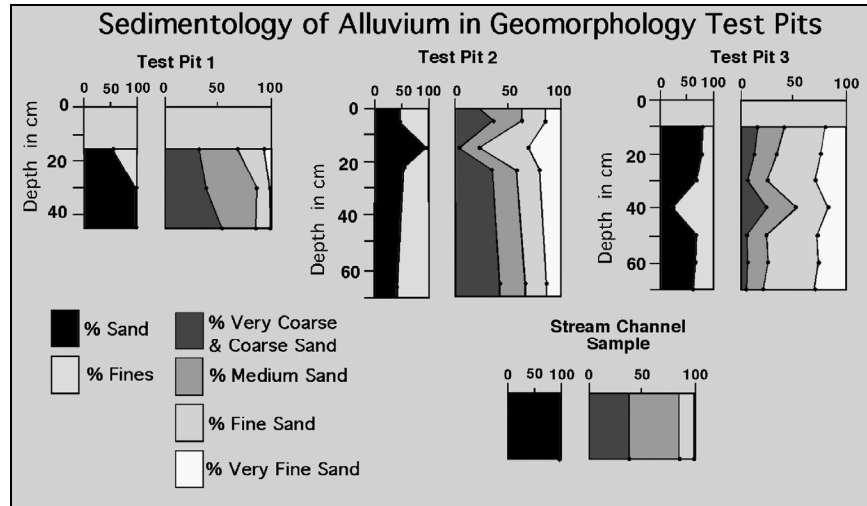 Sedimentology of Alluvium in Geomorphology Test Pits
Test Pit 1
0 50 100 0 50 100
Depth in cm
0
20
40
Test Pit 2
0 50 100 0 50 100
Depth in cm
0
20
40
60
Test Pit 3
0 50 100 0 50 100
Depth in cm
0
20
40
60
% Sand
% Fines
% Very Coarse
& Coarse Sand
% Medium Sand
% Fine Sand
% Very Fine Sand
Stream Channel
Sample
0 50 100 0 50 100